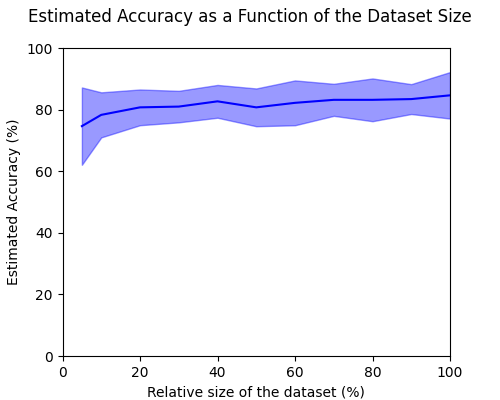 Estimated Accuracy as a Function of the Dataset Size
100
80
60
40
20
0
Estimated Accuracy (%)
0 20 40 60 80 100
Relative size of the dataset (%)